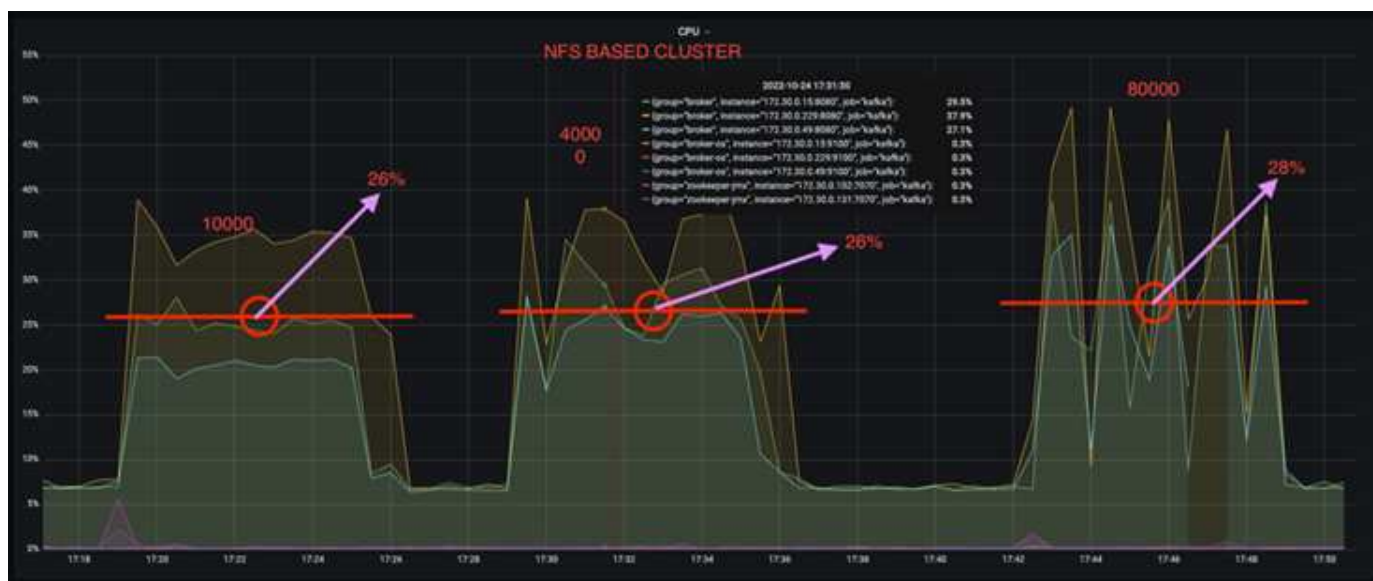 CPU
NFS BASED CLUSTER
55%
50%
45%
40%
35%
30%
25%
20%
15%
10%
5%
0%
2022-10-24 17:31:30
{group="broker", instance="172.30.0.15:8080", job="kafka"}: 29.5%
{group="broker", instance="172.30.0.229:8080", job="kafka"}: 37.9%
{group="broker", instance="172.30.0.49:8080", job="kafka"}: 27.1%
{group="broker-os", instance="172.30.0.15:9100", job="kafka"}: 0.3%
{group="broker-os", instance="172.30.0.229:9100", job="kafka"}: 0.3%
{group="broker-os", instance="172.30.0.49:9100", job="kafka"}: 0.3%
{group="zookeeper-jmx", instance="172.30.0.132:7070", job="kafka"}: 0.3%
{group="zookeeper-jmx", instance="172.30.0.131:7070", job="kafka"}: 0.3%
80000
4000
0
26%
28%
10000
26%
17:18 17:20 17:22 17:24 17:26 17:28 17:30 17:32 17:34 17:36 17:38 17:40 17:42 17:44 17:46 17:48 17:50